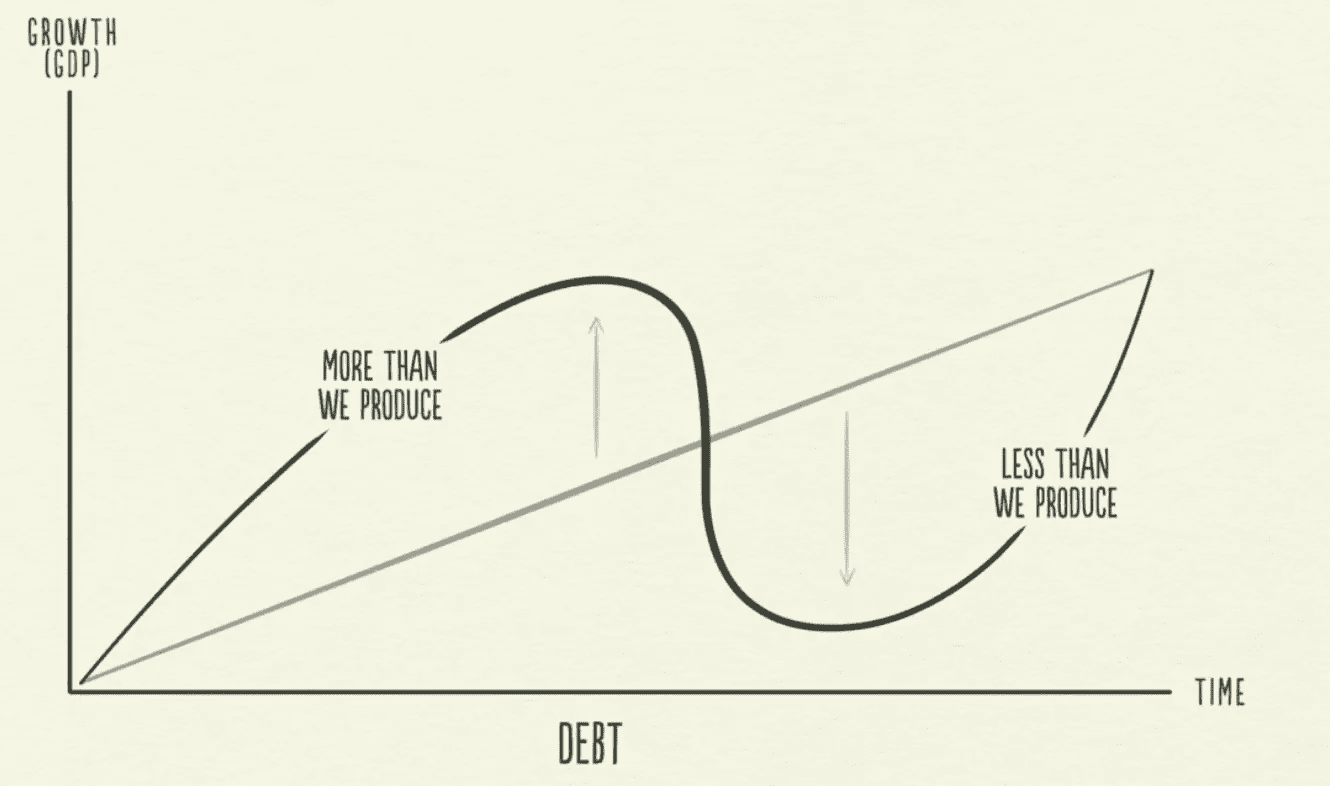 GROWTH
(GDP)
MORE THAN
WE PRODUCE
LESS THAN
WE PRODUCE
TIME
DEBT